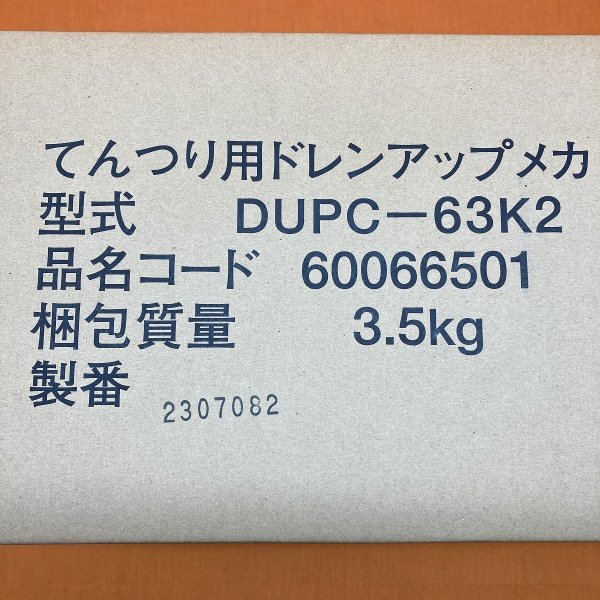 てんつり用ドレンアップメカ
型式 DUPC－63K2
品名コード 60066501
梱包質量 3.5kg
製番 2307082